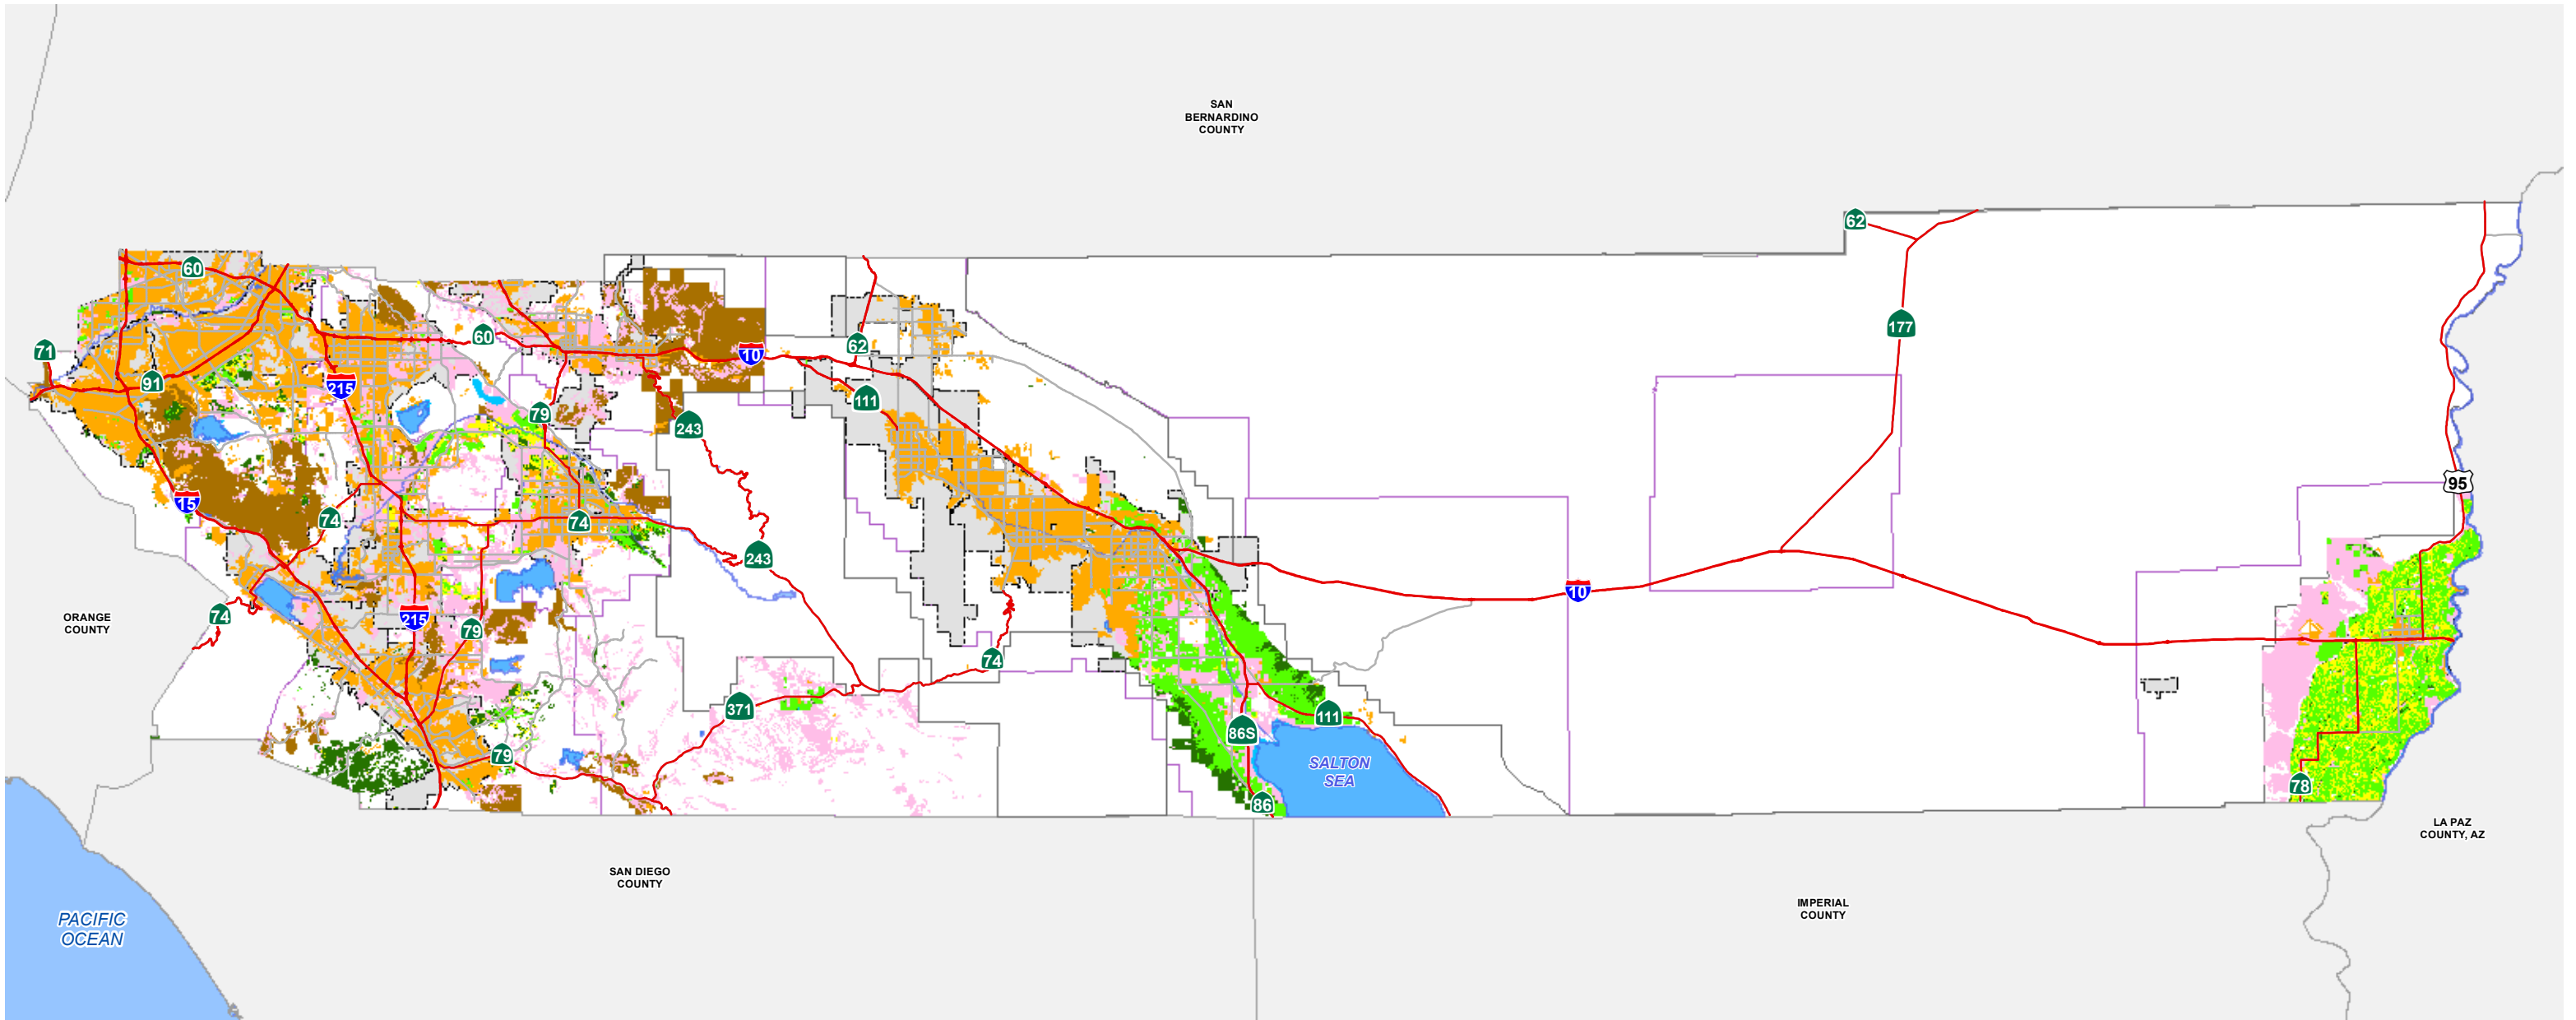 SAN
BERNARDINO
COUNTY
62
60
177
60
62
71
10
91
215
111
79
243
95
15
74
74
243
10
ORANGE
COUNTY
74
215
79
74
371
111
86S
79
SALTON
SEA
78
86
LA PAZ
COUNTY, AZ
SAN DIEGO
COUNTY
IMPERIAL
COUNTY
PACIFIC
OCEAN